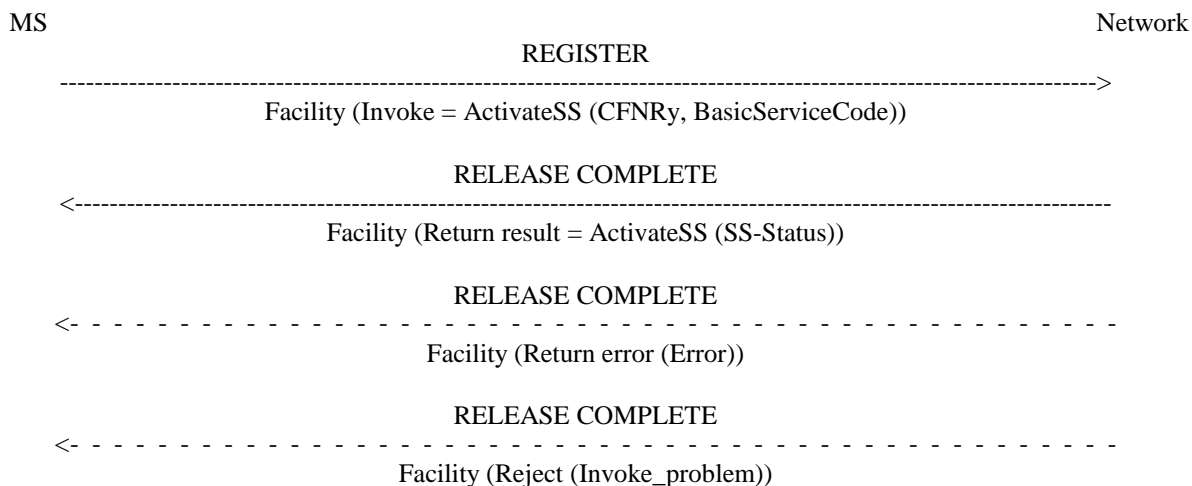 MS Network
REGISTER
Facility (Invoke = ActivateSS (CFNRy, BasicServiceCode))
RELEASE COMPLETE
Facility (Return result = ActivateSS (SS-Status))
RELEASE COMPLETE
Facility (Return error (Error))
RELEASE COMPLETE
Facility (Reject (Invoke_problem))